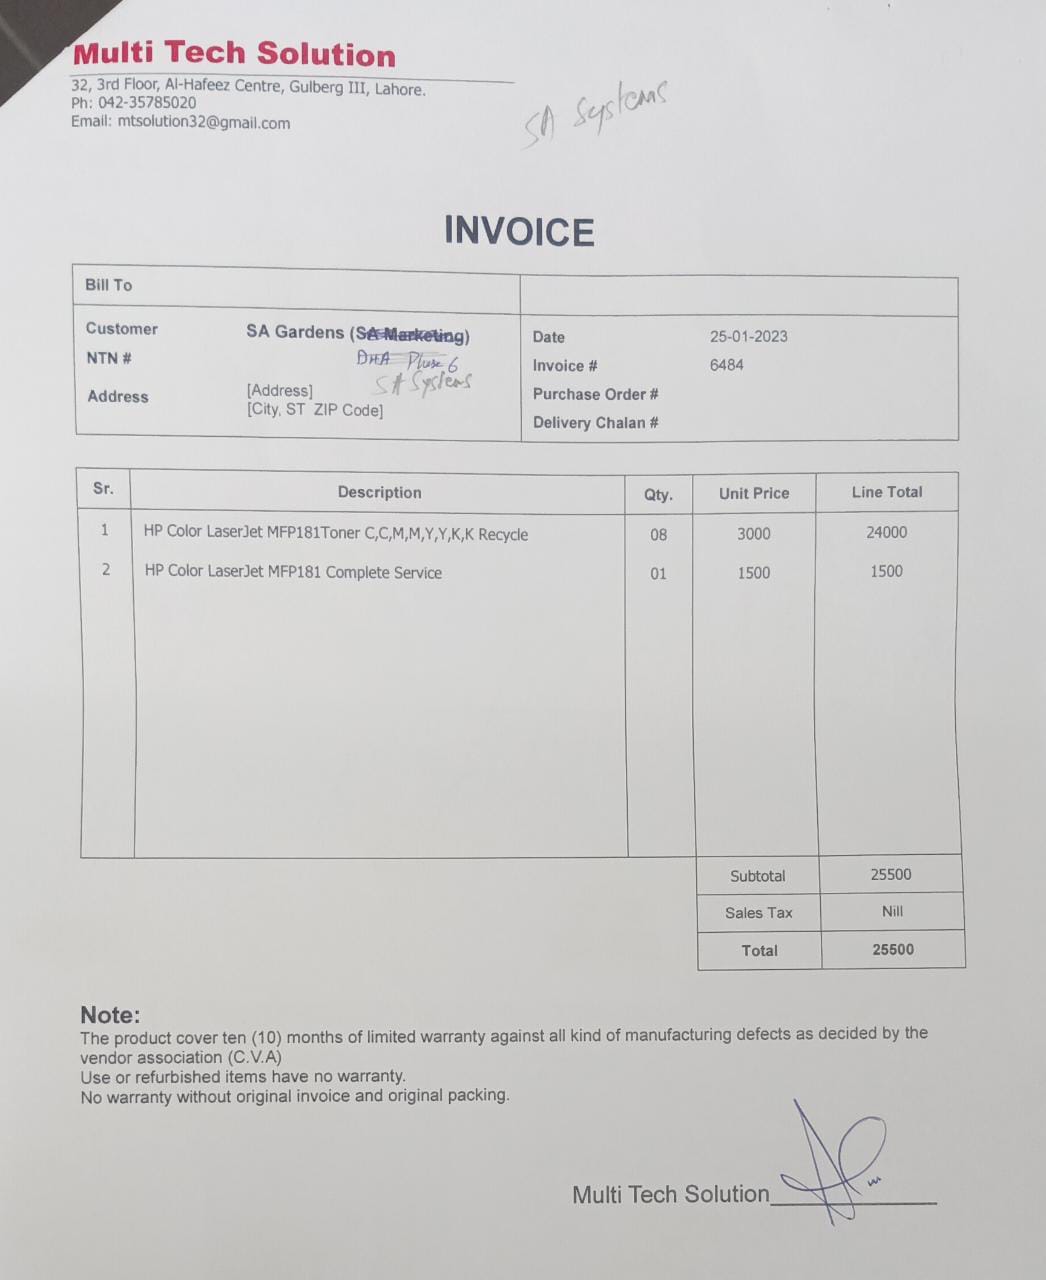 Multi Tech Solution
32, 3rd Floor, Al-Hafeez Centre, Gulberg III, Lahore.
Ph: 042-35785020
Email: mtsolution32@gmail.com
SA Systems
INVOICE
Bill To
Customer SA Gardens (SA Marketing)
NTN # DHA Phase 6
SA Systems
Address [Address]
[City, ST ZIP Code]
Date 25-01-2023
Invoice # 6484
Purchase Order #
Delivery Chalan #
Sr. Description Qty. Unit Price Line Total
1 HP Color LaserJet MFP181Toner C,C,M,M,Y,Y,K,K Recycle 08 3000 24000
2 HP Color LaserJet MFP181 Complete Service 01 1500 1500
Subtotal 25500
Sales Tax Nill
Total 25500
Note:
The product cover ten (10) months of limited warranty against all kind of manufacturing defects as decided by the
vendor association (C.V.A)
Use or refurbished items have no warranty.
No warranty without original invoice and original packing.
Multi Tech Solution